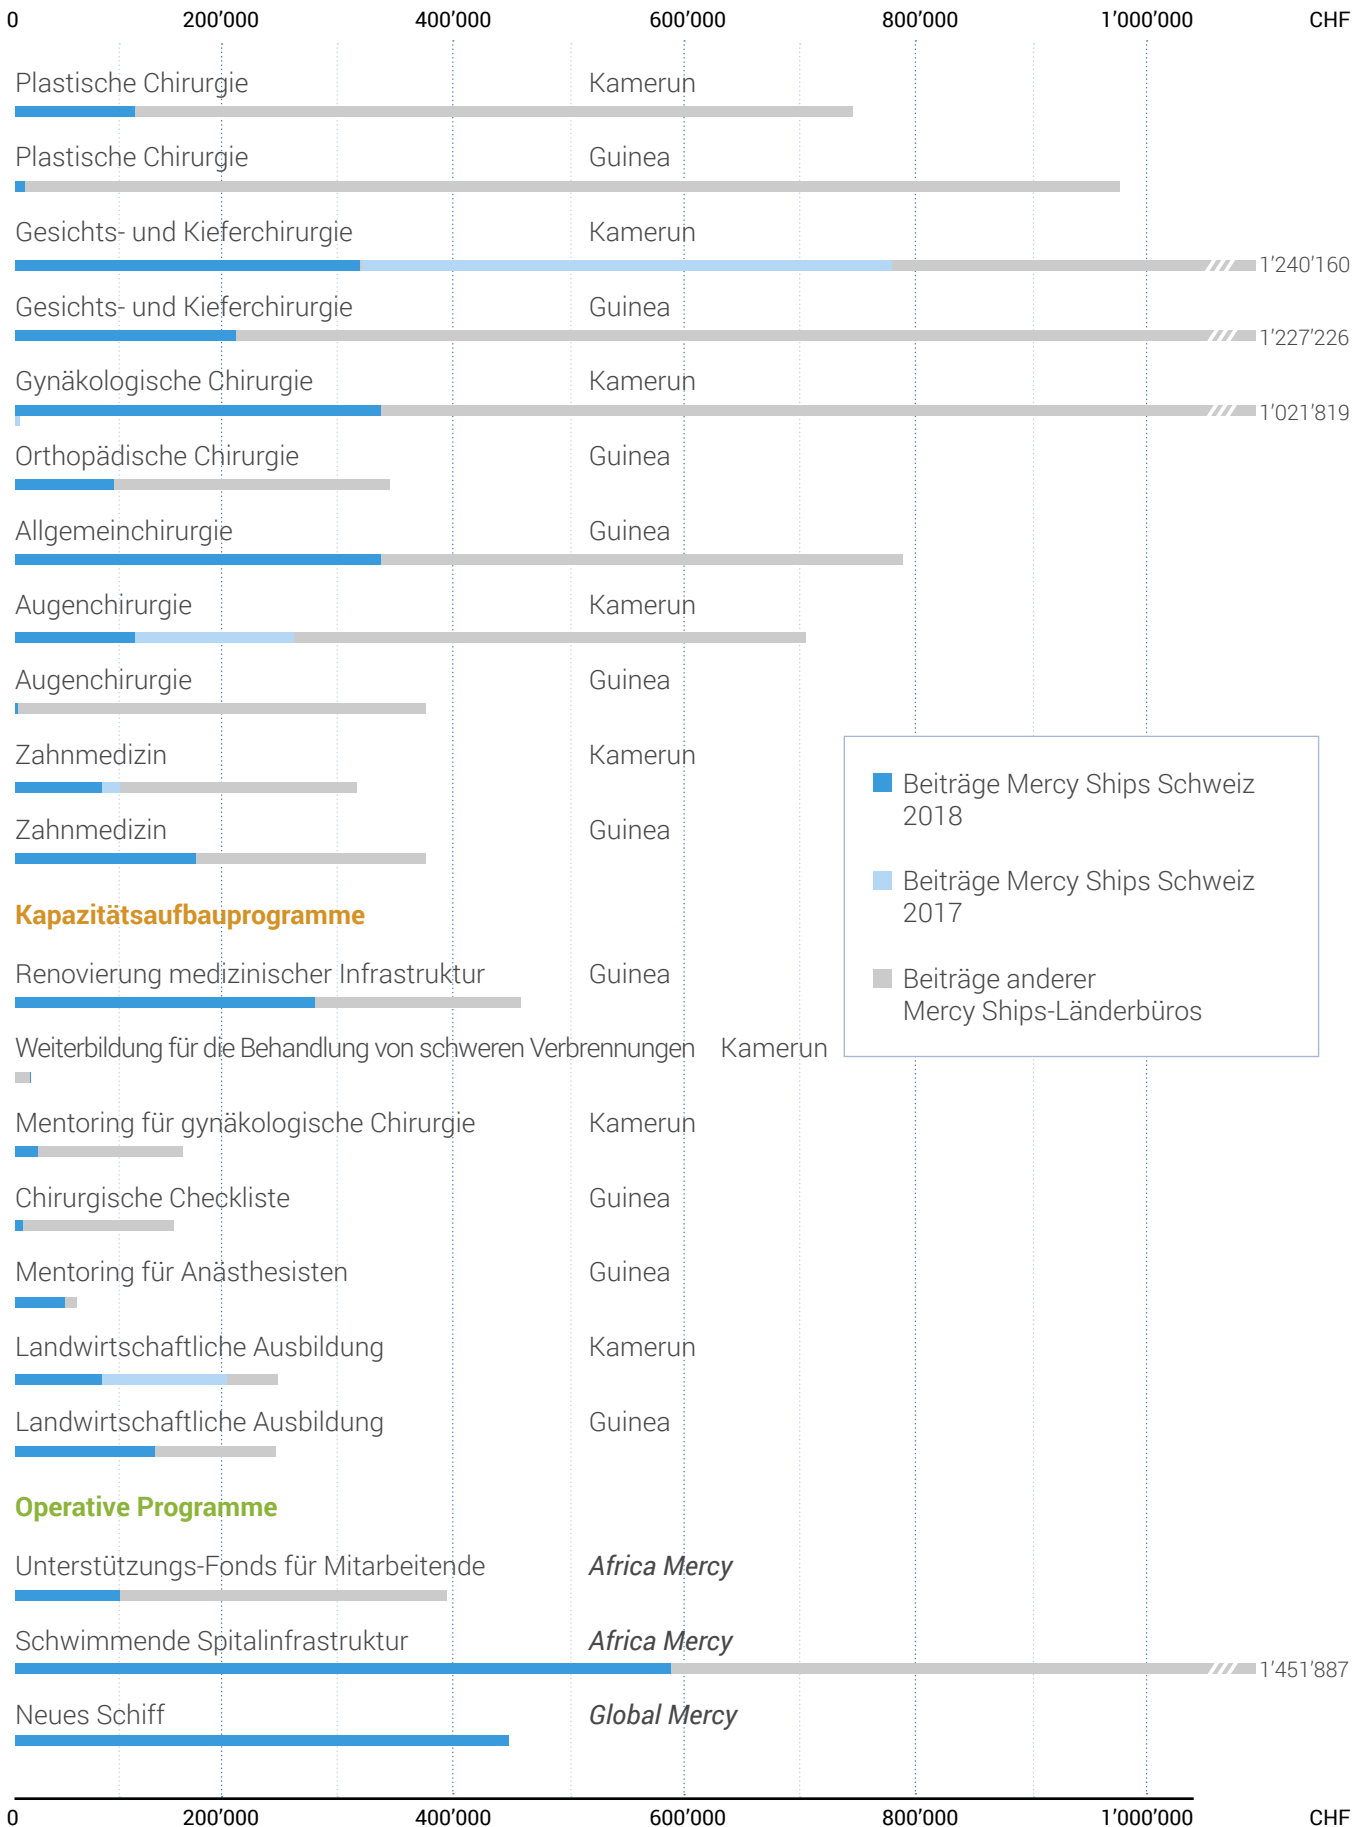 0 200’000 400’000 600’000 800’000 1’000’000 CHF
Plastische Chirurgie Kamerun
Plastische Chirurgie Guinea
Gesichts- und Kieferchirurgie Kamerun
1’240’160
Gesichts- und Kieferchirurgie Guinea
1’227’226
Gynäkologische Chirurgie Kamerun
1’021’819
Orthopädische Chirurgie Guinea
Allgemeinchirurgie Guinea
Augenchirurgie Kamerun
Augenchirurgie Guinea
Zahnmedizin Kamerun
Zahnmedizin Guinea
Beiträge Mercy Ships Schweiz
2018
Beiträge Mercy Ships Schweiz
2017
Beiträge anderer
Mercy Ships-Länderbüros
Kapazitätsaufbauprogramme
Renovierung medizinischer Infrastruktur Guinea
Weiterbildung für die Behandlung von schweren Verbrennungen Kamerun
Mentoring für gynäkologische Chirurgie Kamerun
Chirurgische Checkliste Guinea
Mentoring für Anästhesisten Guinea
Landwirtschaftliche Ausbildung Kamerun
Landwirtschaftliche Ausbildung Guinea
Operative Programme
Unterstützungs-Fonds für Mitarbeitende Africa Mercy
Schwimmende Spitalinfrastruktur Africa Mercy
1’451’887
Neues Schiff Global Mercy
0 200’000 400’000 600’000 800’000 1’000’000 CHF